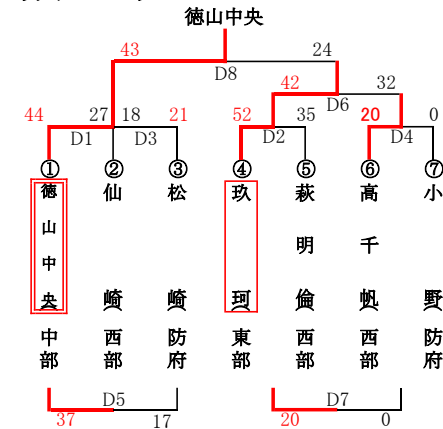 徳山中央
43 24
D8
42 32
D6
44 27 18 21 52 35 20 0
D1 D3 D2 D4
① ② ③ ④ ⑤ ⑥ ⑦
徳山中央（中部
仙崎（西部
松崎（防府
玖珂（東部
萩明倫（西部
高千帆（西部
小野（防府
D5 D7
37 17 20 0